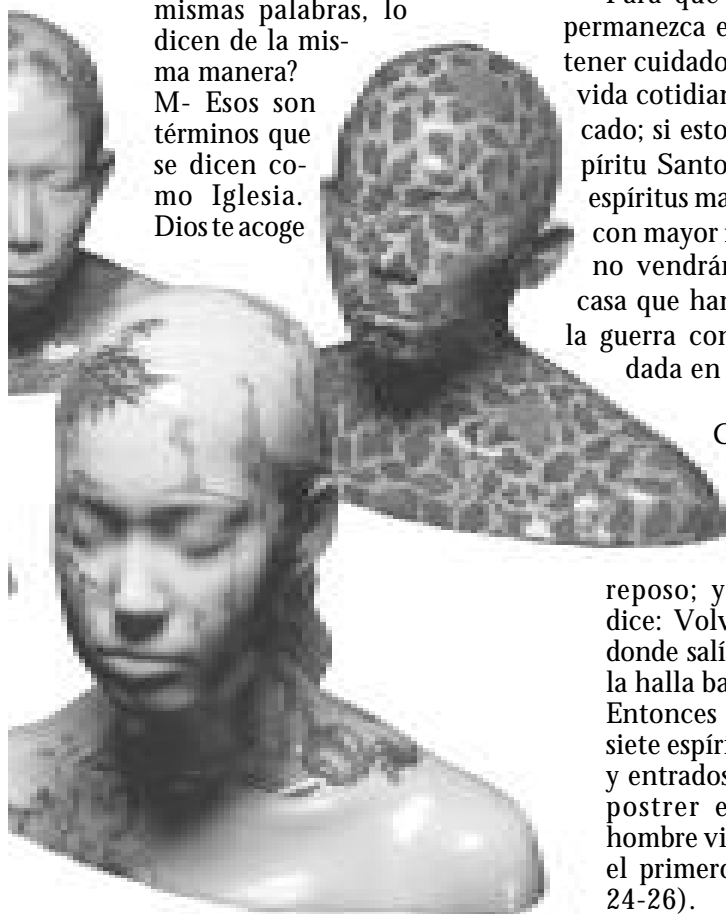 mismas palabras, lo
dicen de la mis-
ma manera?
M- Esos son
términos que
se dicen co-
mo Iglesia.
Dios te acoge
Para que
permanezca e
tener cuidado
vida cotidian
cado; si esto
píritu Santo
espíritus ma
con mayor
no vendrán
casa que han
la guerra con
dada en
C
reposo; y
dice: Volv
donde salí
la halla ba
Entonces
siete espíri
y entrados
postrer e
hombre vi
el primero
24-26).